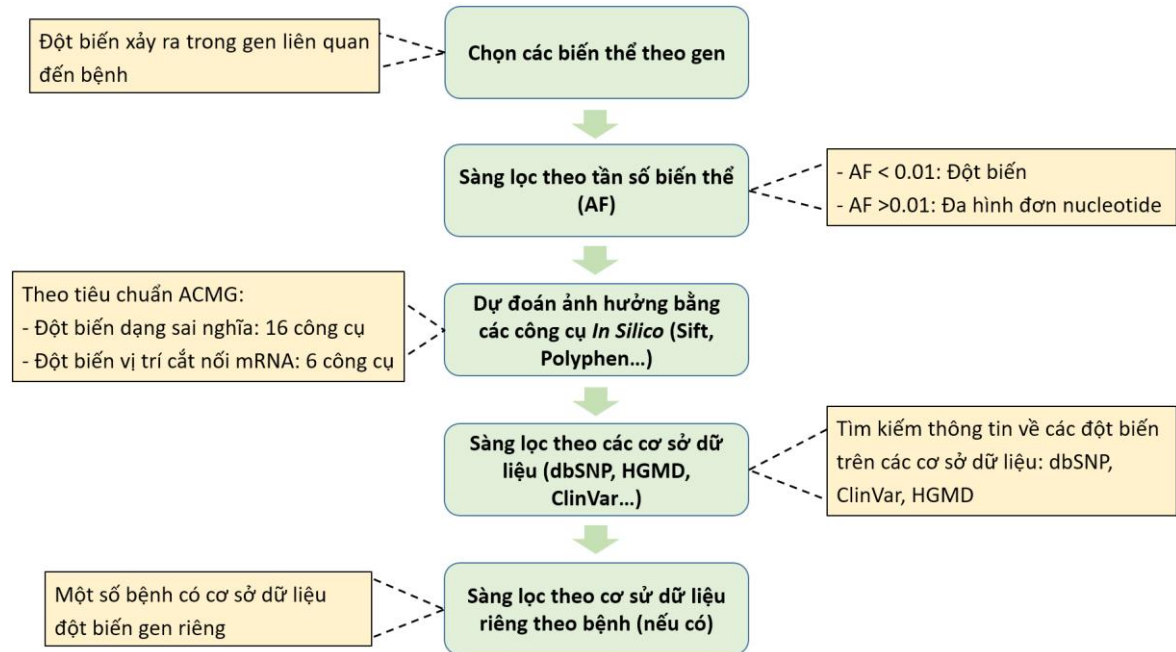 Đột biến xảy ra trong gen liên quan
đến bệnh
Chọn các biến thể theo gen
Sàng lọc theo tần số biến thể
(AF)
- AF < 0.01: Đột biến
- AF >0.01: Đa hình đơn nucleotide
Theo tiêu chuẩn ACMG:
- Đột biến dạng sai nghĩa: 16 công cụ
- Đột biến vị trí cắt nối mRNA: 6 công cụ
Dự đoán ảnh hưởng bằng
các công cụ In Silico (Sift,
Polyphen...)
Sàng lọc theo các cơ sở dữ
liệu (dbSNP, HGMD,
ClinVar...)
Tìm kiếm thông tin về các đột biến
trên các cơ sở dữ liệu: dbSNP,
ClinVar, HGMD
Một số bệnh có cơ sở dữ liệu
đột biến gen riêng
Sàng lọc theo cơ sử dữ liệu
riêng theo bệnh (nếu có)